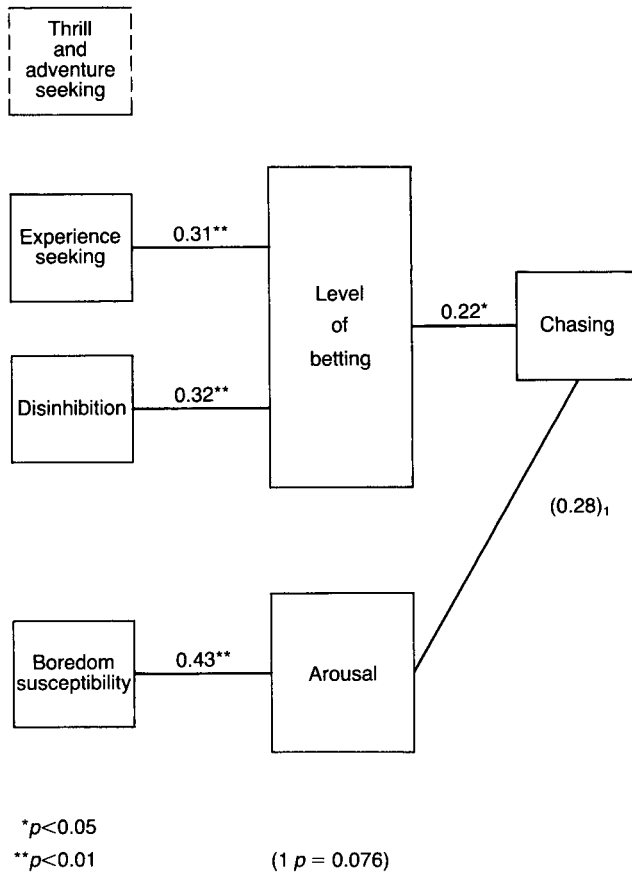 Thrill
and
adventure
seeking
Experience
seeking
0.31**
Level
of
betting
0.22*
Chasing
Disinhibition
0.32**
(0.28)₁
Boredom
susceptibility
0.43**
Arousal
*p<0.05
**p<0.01 (1 p = 0.076)